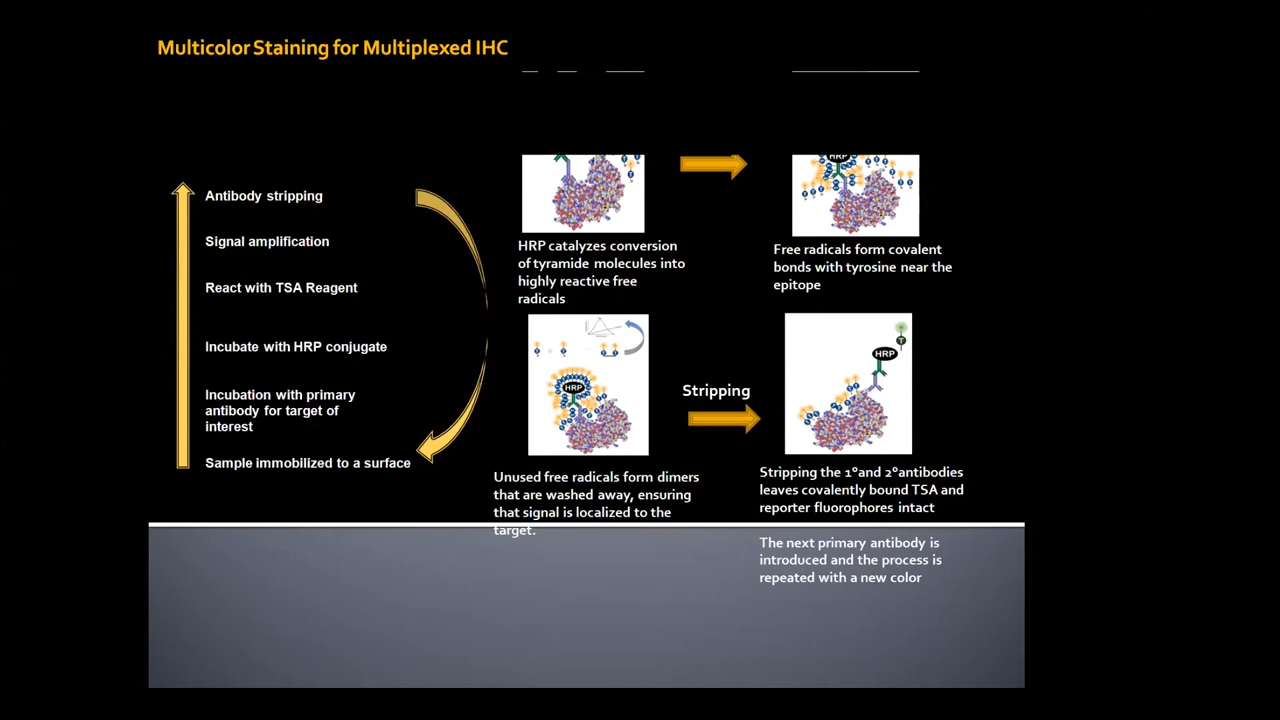 Multicolor Staining for Multiplexed IHC
Antibody stripping
Signal amplification
React with TSA Reagent
Incubate with HRP conjugate
Incubation with primary
antibody for target of
interest
Sample immobilized to a surface
HRP
HRP catalyzes conversion
of tyramide molecules into
highly reactive free
radicals
Free radicals form covalent
bonds with tyrosine near the
epitope
HRP
Stripping
T
HRP
Unused free radicals form dimers
that are washed away, ensuring
that signal is localized to the
target.
Stripping the 1°and 2°antibodies
leaves covalently bound TSA and
reporter fluorophores intact
The next primary antibody is
introduced and the process is
repeated with a new color